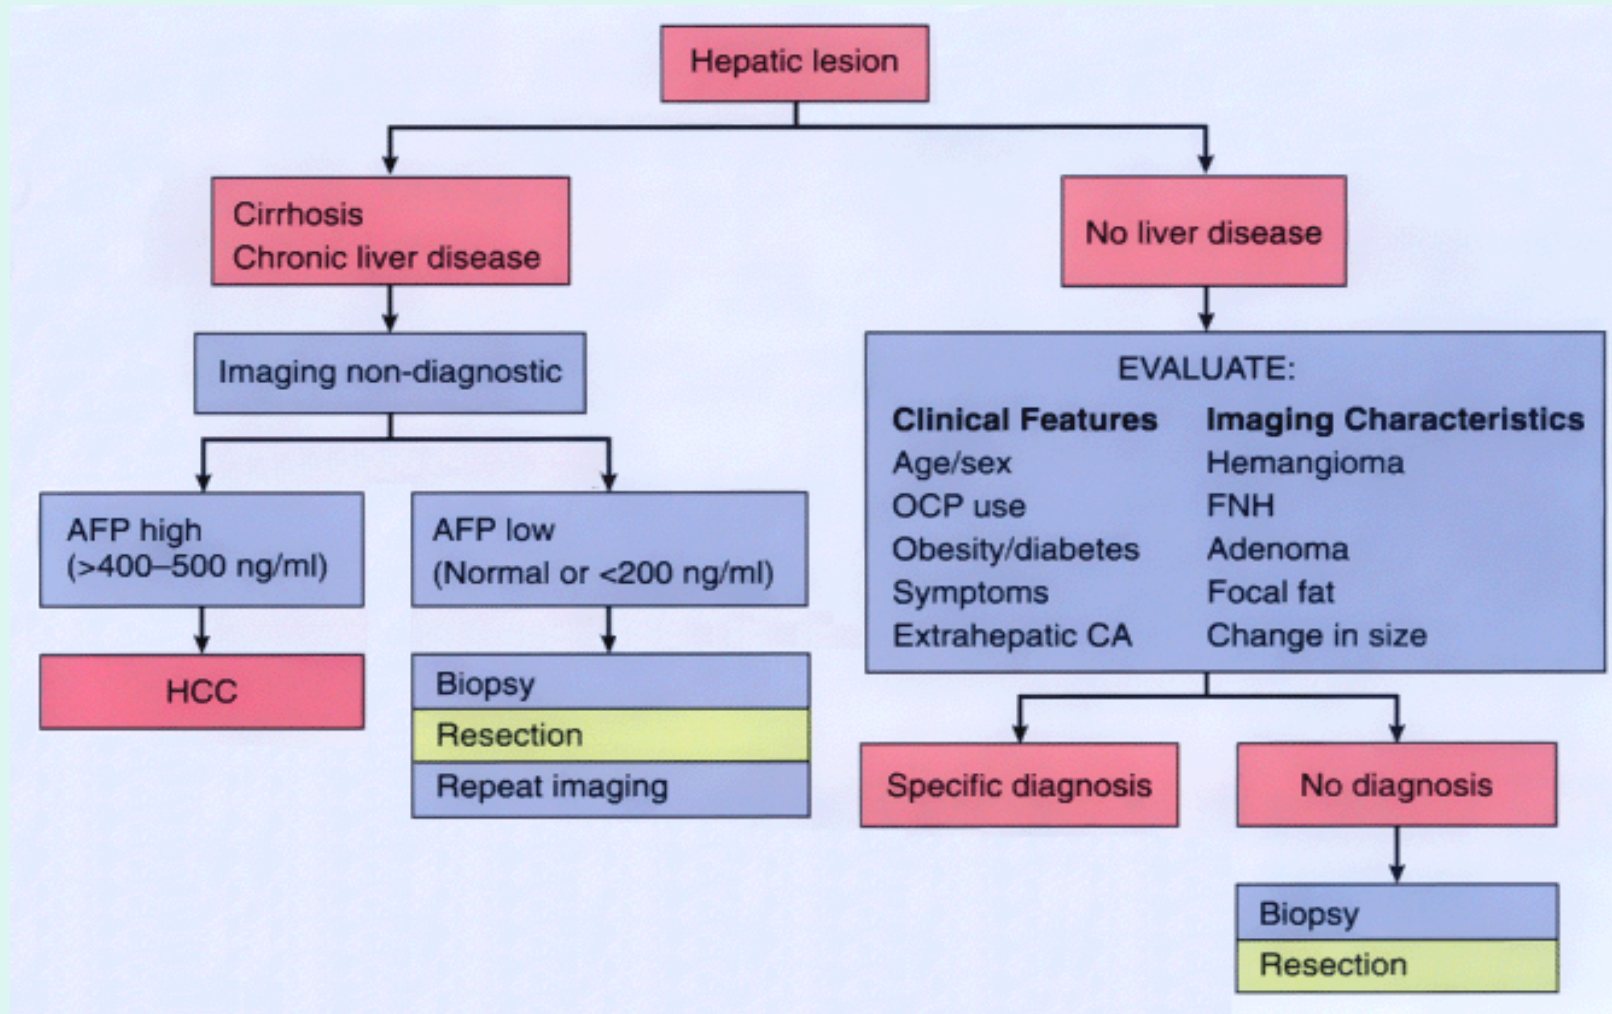 Hepatic lesion
Cirrhosis
Chronic liver disease
No liver disease
Imaging non-diagnostic
EVALUATE:
Clinical Features
Age/sex
OCP use
Obesity/diabetes
Symptoms
Extrahepatic CA
Imaging Characteristics
Hemangioma
FNH
Adenoma
Focal fat
Change in size
AFP high
(>400–500 ng/ml)
AFP low
(Normal or <200 ng/ml)
HCC
Biopsy
Resection
Repeat imaging
Specific diagnosis
No diagnosis
Biopsy
Resection